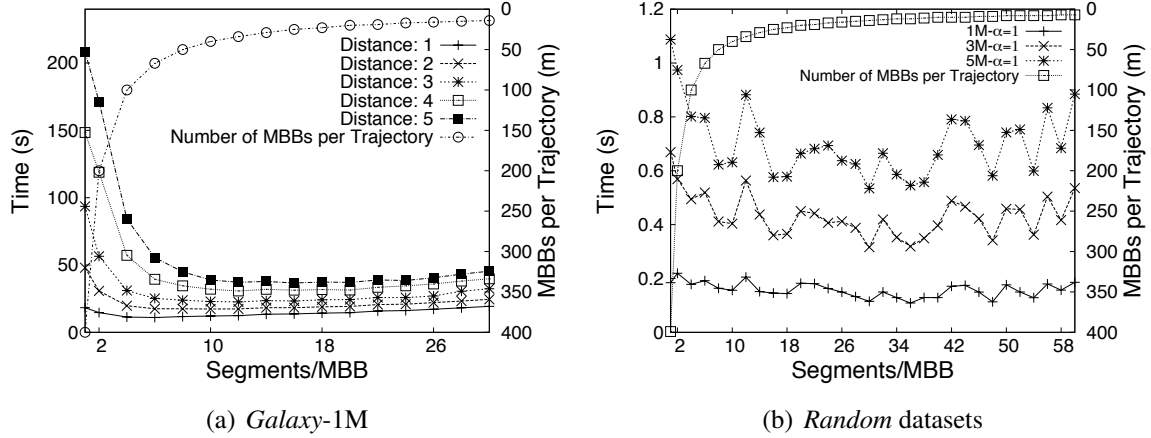 Time (s)
0
50
100
150
200
Distance: 1
Distance: 2
Distance: 3
Distance: 4
Distance: 5
Number of MBBs per Trajectory
0
50
100
150
200
250
300
350
400
MBBs per Trajectory (m)
2
10
18
26
Segments/MBB
(a) Galaxy-1M
Time (s)
0
0.2
0.4
0.6
0.8
1
1.2
1M-α=1
3M-α=1
5M-α=1
Number of MBBs per Trajectory
0
50
100
150
200
250
300
350
400
MBBs per Trajectory (m)
2
10
18
26
34
42
50
58
Segments/MBB
(b) Random datasets